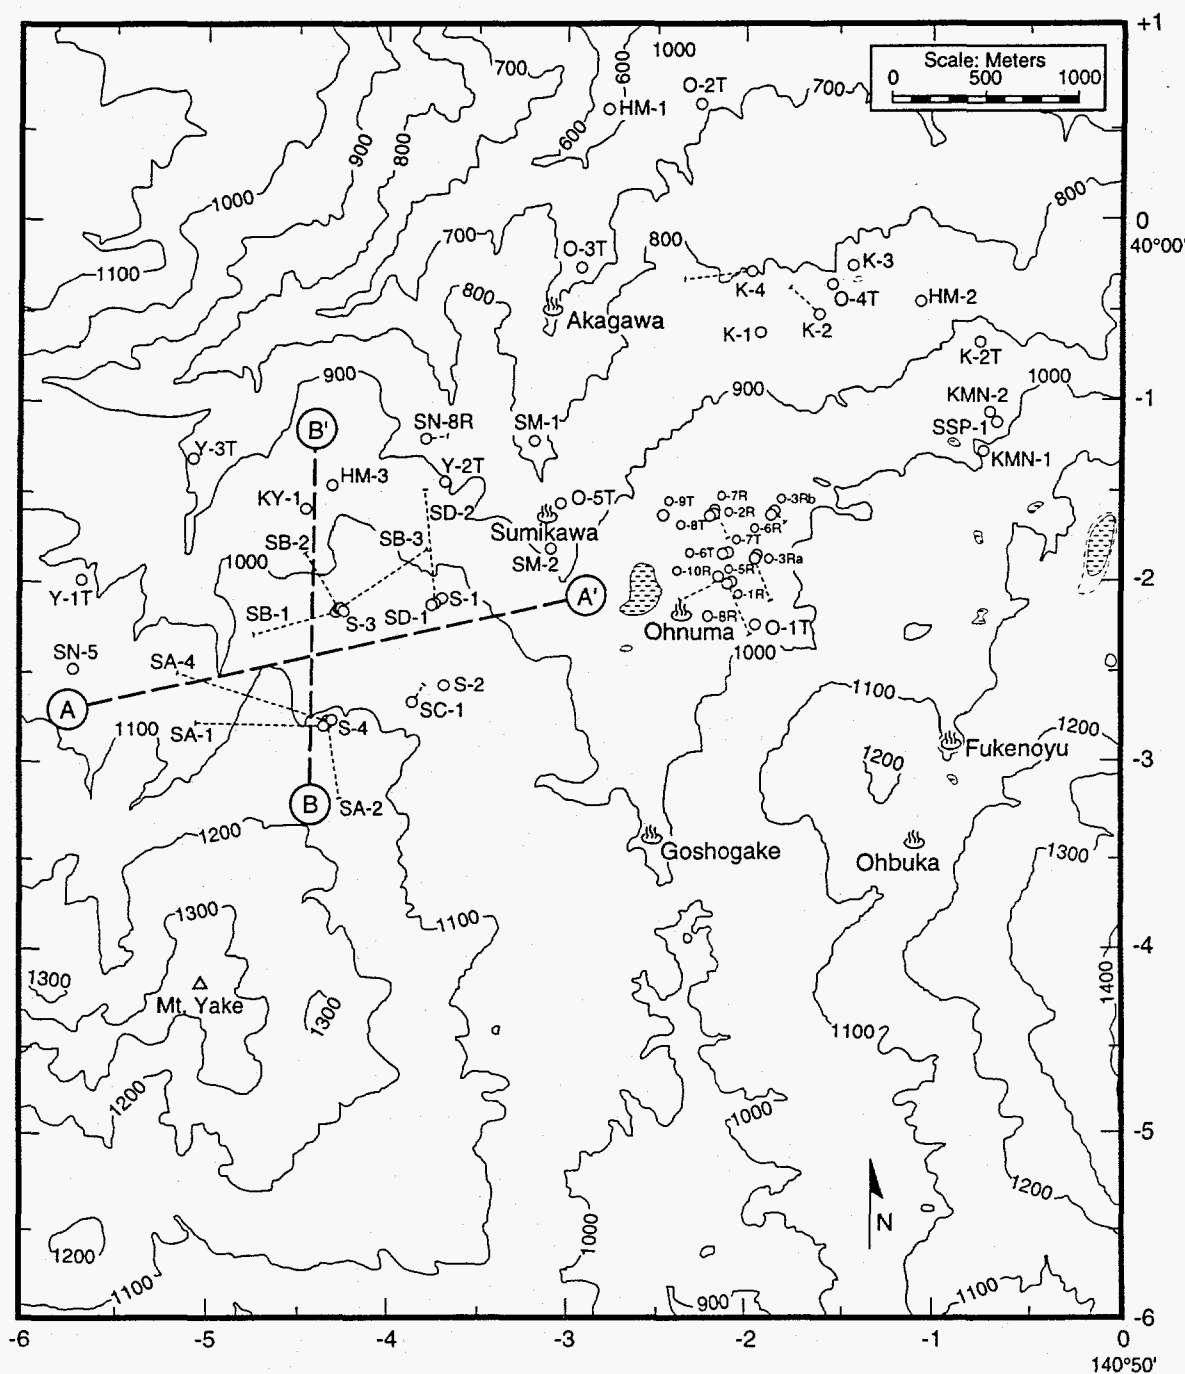 +1
1000
Scale: Meters
0 500 1000
700
600
O-2T
700
HM-1
600
900
800
1000
800
0
40°00'
700
O-3T
800
K-3
1100
K-4
800
O-4T
HM-2
Akagawa
K-1
K-2
K-2T
900
900
1000
KMN-2
-1
B'
SN-8R
SM-1
SSP-1
Y-3T
KMN-1
HM-3
Y-2T
KY-1
O-5T
O-9T
O-7R
O-3Rb
SD-2
O-2R
Sumikawa
O-8T
O-6R
SB-2
SB-3
O-7T
1000
SM-2
O-6T
O-3Ra
Y-1T
O-10R
O-5R
-2
A'
SB-1
S-1
O-1R
S-3
SD-1
Ohnuma
O-8R
O-1T
SN-5
SA-4
1000
S-2
1100
A
SC-1
1100
SA-1
S-4
1200
1200
Fukenoyu
-3
B
SA-2
1200
Goshogake
Ohbuka
1300
1300
1100
-4
1300
Mt. Yake
1300
1400
1100
1200
1000
-5
1200
N
1200
1000
1100
900
1100
-6
-6 -5 -4 -3 -2 -1 0
140°50'